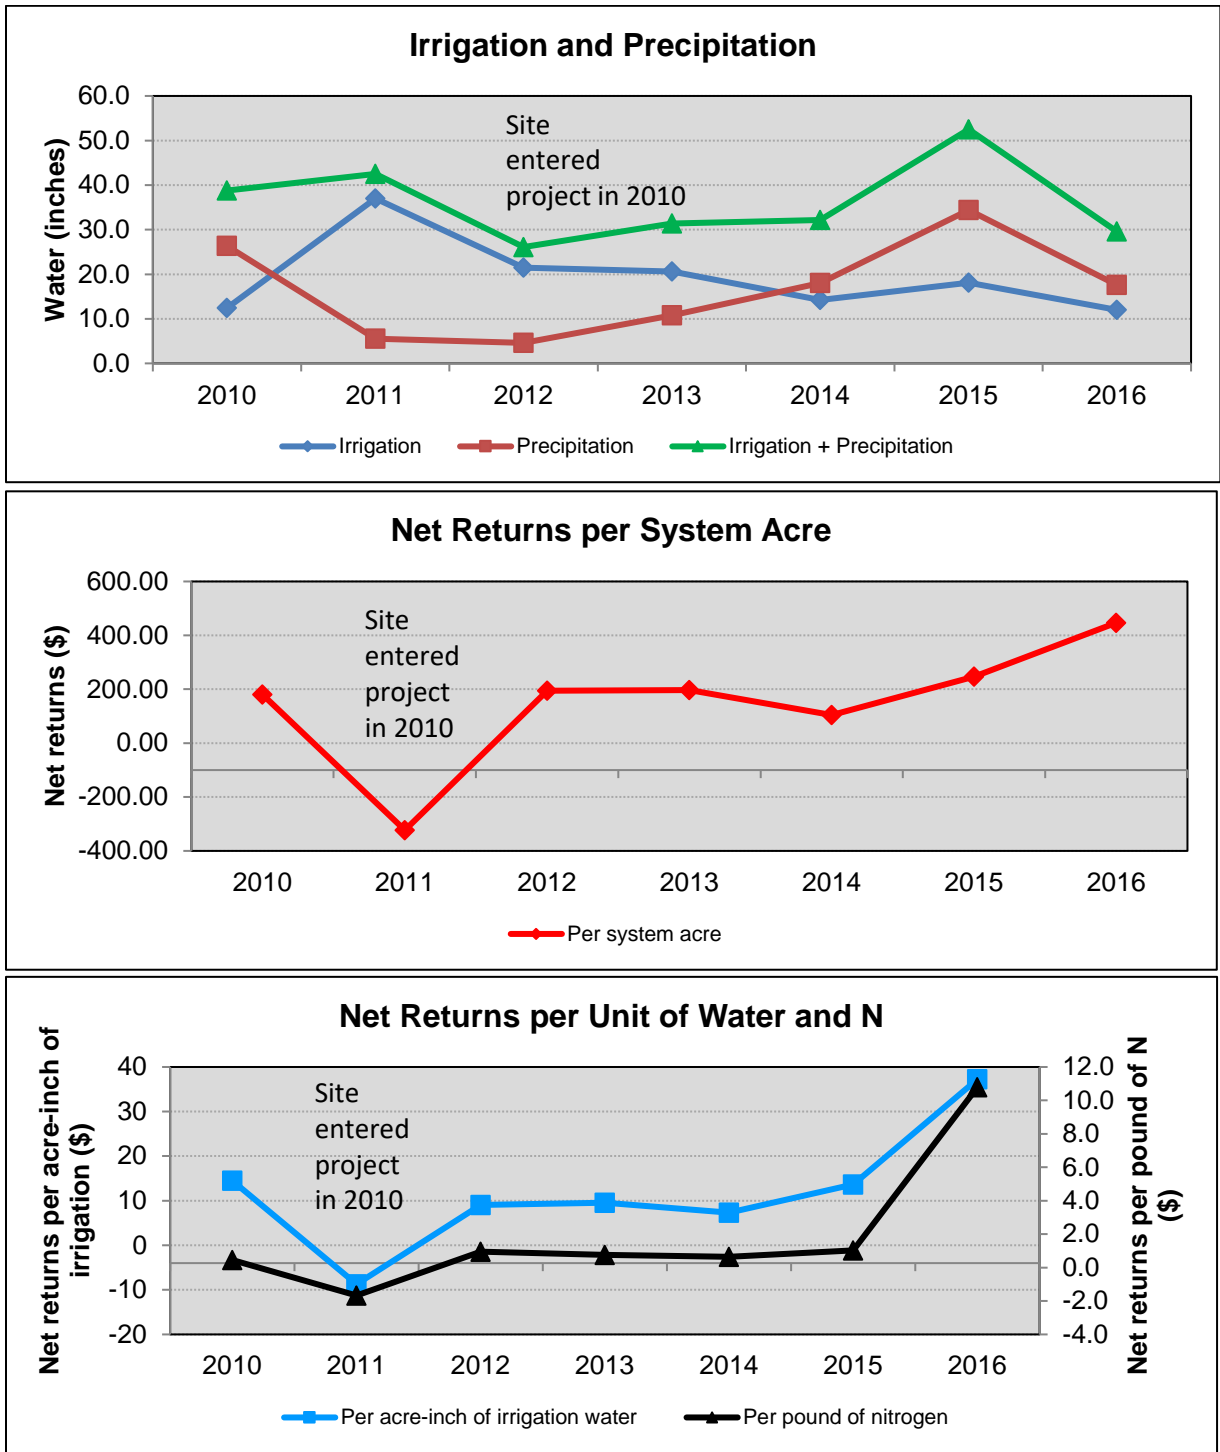 Irrigation and Precipitation
Water (inches)
60.0
50.0
40.0
30.0
20.0
10.0
0.0
Site
entered
project in 2010
2010 2011 2012 2013 2014 2015 2016
Irrigation Precipitation Irrigation + Precipitation
Net Returns per System Acre
Net returns ($)
600.00
400.00
200.00
0.00
-200.00
-400.00
Site
entered
project
in 2010
2010 2011 2012 2013 2014 2015 2016
Per system acre
Net Returns per Unit of Water and N
Net returns per acre-inch of
irrigation ($)
40
30
20
10
0
-10
-20
Site
entered
project
in 2010
12.0
10.0
8.0
6.0
4.0
2.0
0.0
-2.0
-4.0
Net returns per pound of N
($)
2010 2011 2012 2013 2014 2015 2016
Per acre-inch of irrigation water Per pound of nitrogen